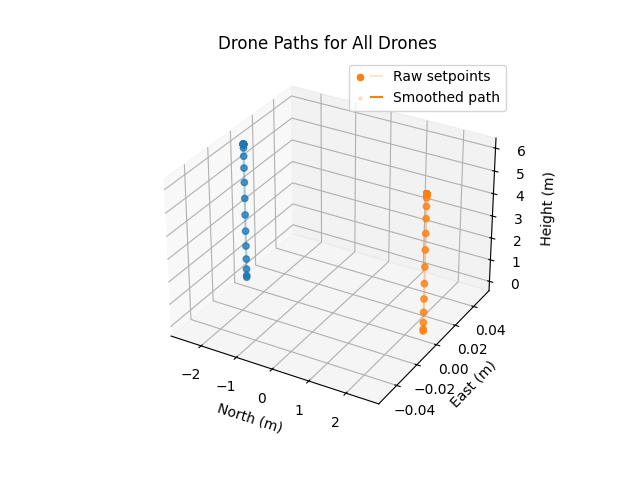 Drone Paths for All Drones
Raw setpoints
Smoothed path
6
5
4
3
2
1
0
Height (m)
0.04
0.02
0.00
−0.02
−0.04
East (m)
−2
−1
0
1
2
North (m)